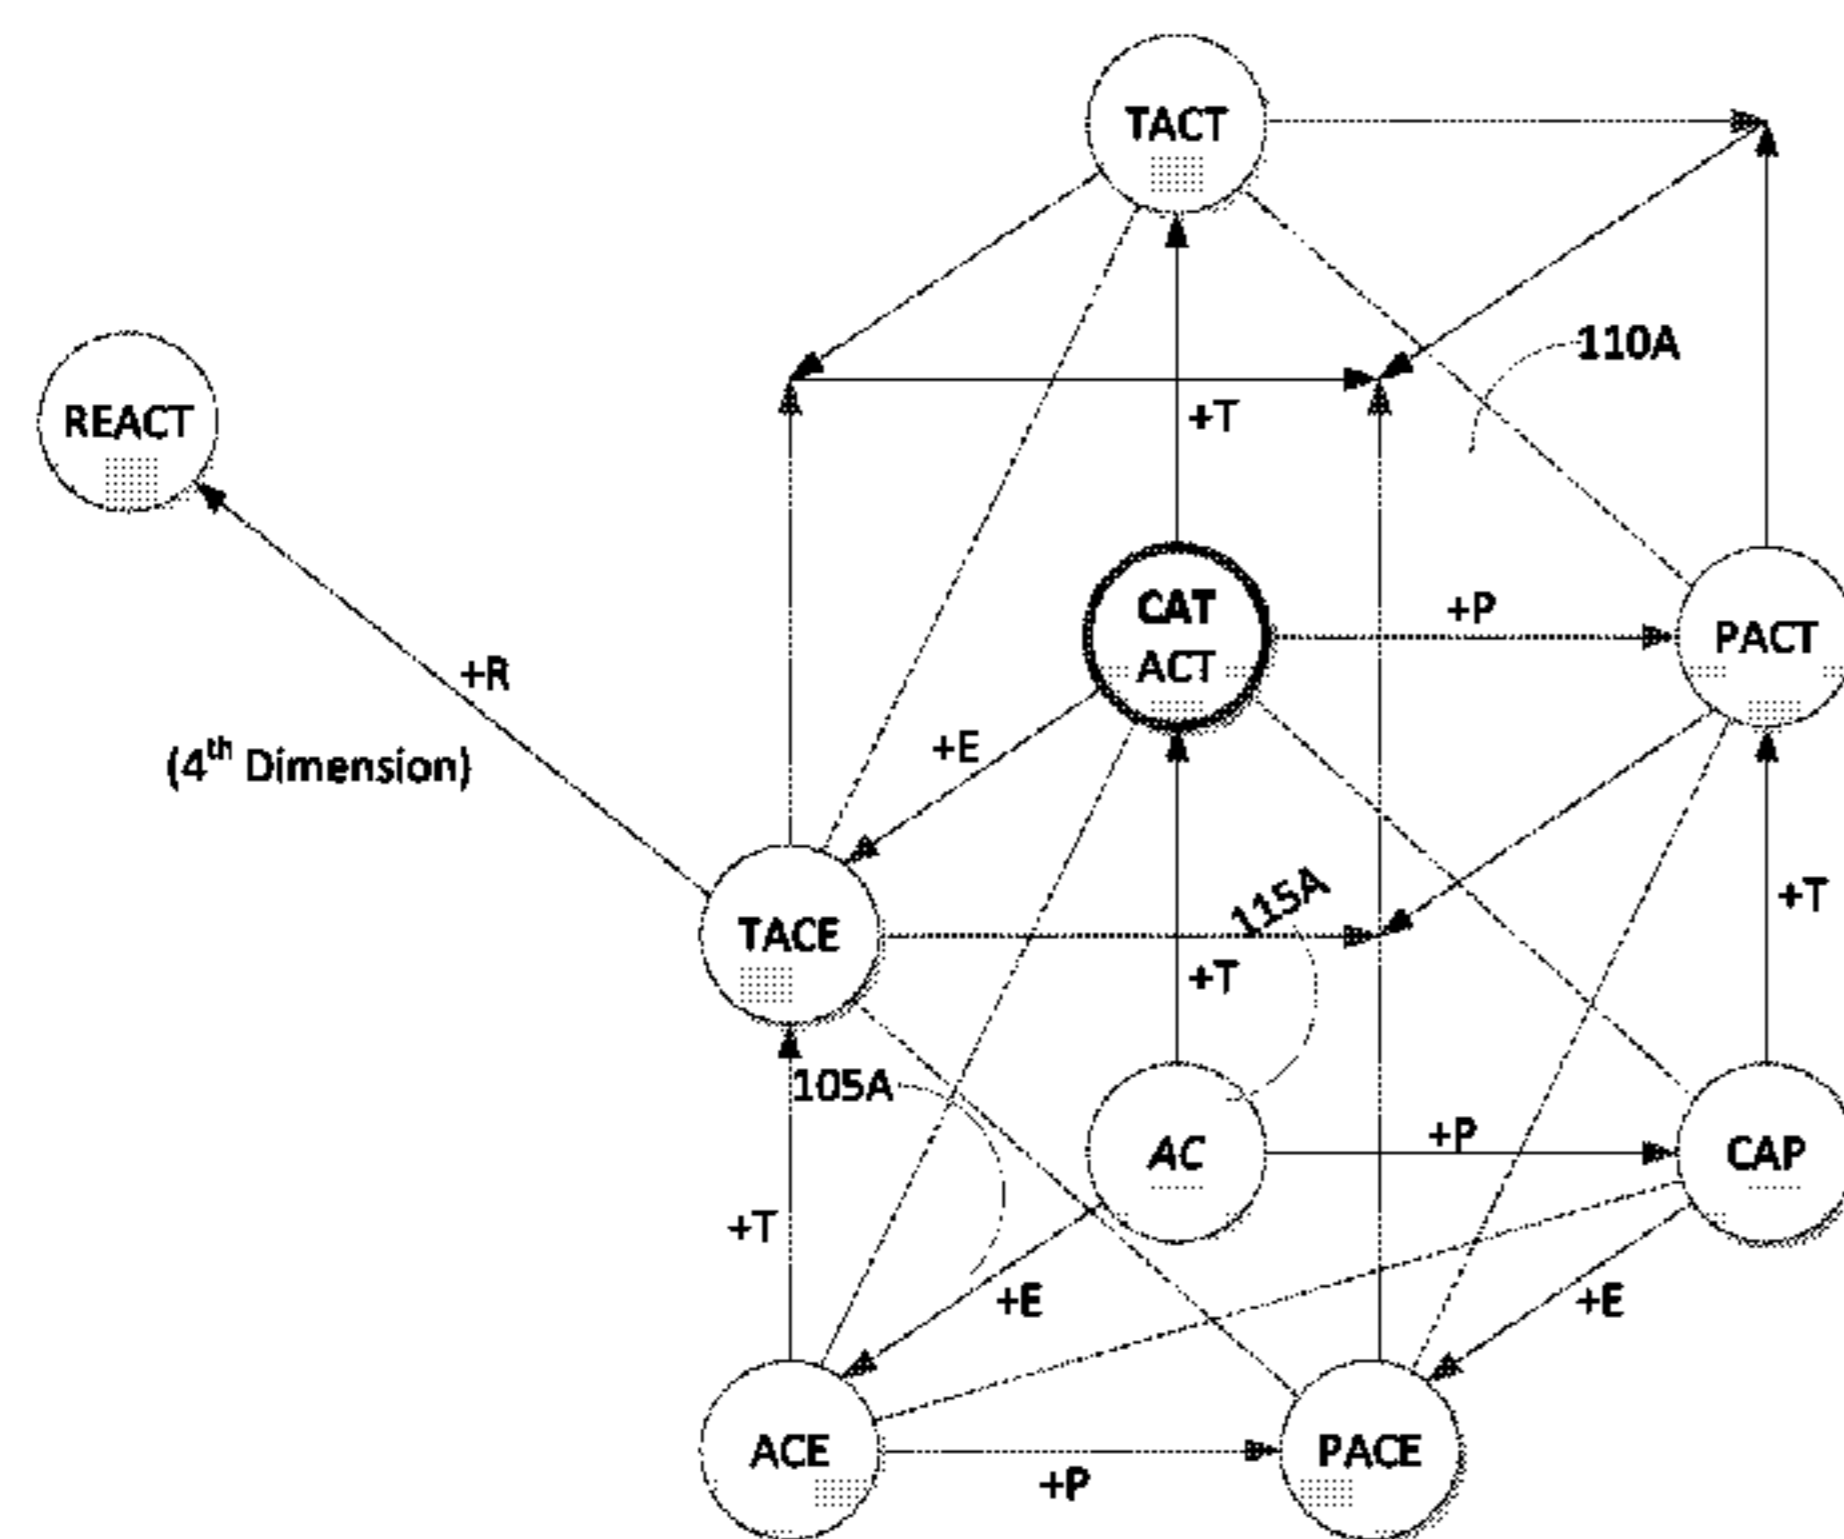 TACT
110A
+T
REACT
CAT
ACT
+P
PACT
+R
(4th Dimension)
+E
115A
+T
TACE
+T
105A
AC
+P
CAP
+T
+E
+E
ACE
+P
PACE